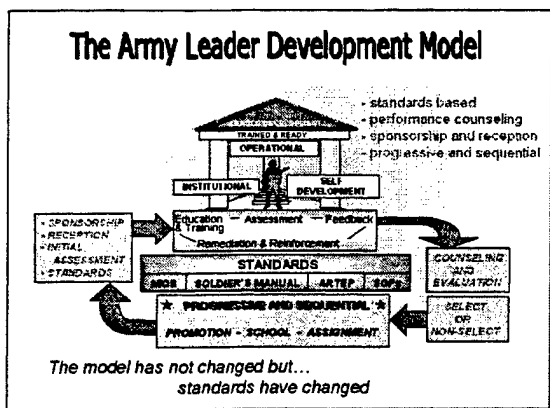 The Army Leader Development Model
- standards based
- performance counseling
- sponsorship and reception
- progressive and sequential
TRAINED & READY
OPERATIONAL
INSTITUTIONAL
SELF
DEVELOPMENT
Education
& Training
Assessment
Feedback
Remediation & Reinforcement
- SPONSORSHIP
- RECEPTION
- INITIAL
ASSESSMENT
- STANDARDS
STANDARDS
MOS
SOLDIER'S MANUAL
ARTEP
SOPs
COUNSELING
AND
EVALUATION
SELECT
OR
NON-SELECT
★ PROGRESSIVE AND SEQUENTIAL ★
PROMOTION - SCHOOL - ASSIGNMENT
The model has not changed but...
standards have changed